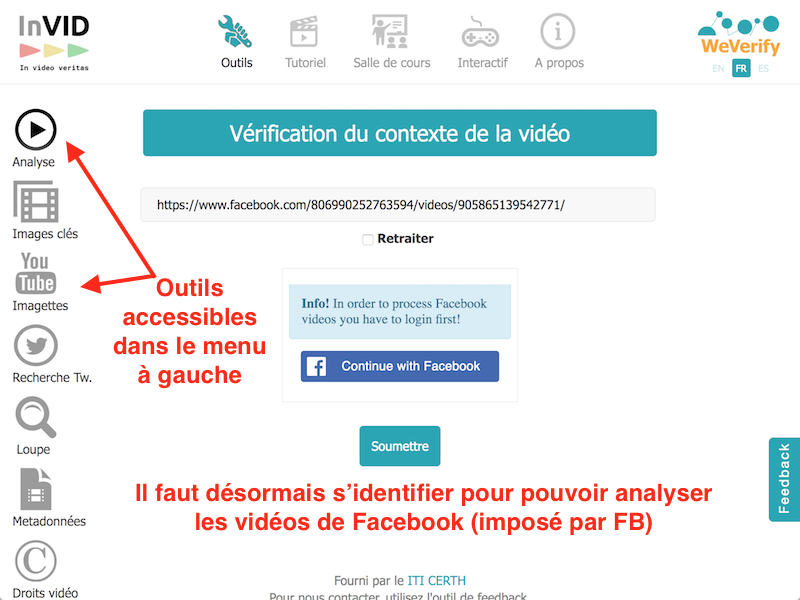 InVID
In video veritas
Outils
Tutoriel
Salle de cours
Interactif
A propos
WeVerify
EN FR ES
Analyse
Images clés
You
Tube
Imagettes
Recherche Tw.
Loupe
Metadonnées
Droits vidéo
Vérification du contexte de la vidéo
https://www.facebook.com/806990252763594/videos/905865139542771/
Retraiter
Outils
accessibles
dans le menu
à gauche
Info! In order to process Facebook
videos you have to login first!
Continue with Facebook
Soumettre
Feedback
Il faut désormais s’identifier pour pouvoir analyser
les vidéos de Facebook (imposé par FB)
Fourni par le ITI CERTH
Pour nous contacter, utilisez l'outil de feedback